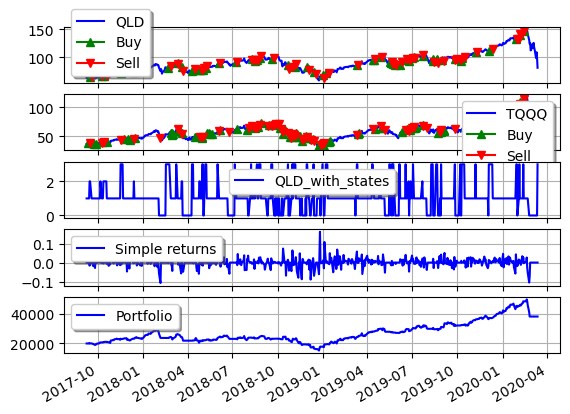 150
100
QLD
Buy
Sell
100
50
TQQQ
Buy
Sell
2
0
QLD_with_states
0.1
0.0
−0.1
Simple returns
40000
20000
Portfolio
2017-10 2018-01 2018-04 2018-07 2018-10 2019-01 2019-04 2019-07 2019-10 2020-01 2020-04